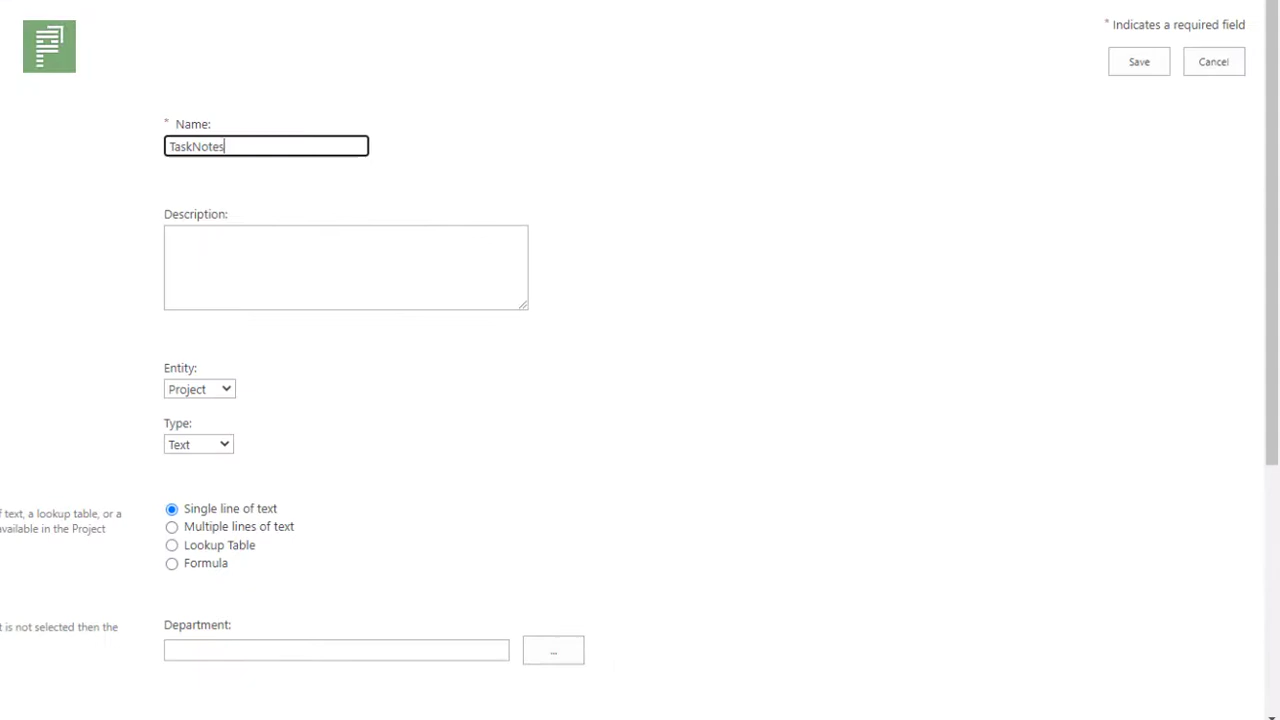 * Indicates a required field
Save
Cancel
* Name:
TaskNotes
Description:
Entity:
Project
Type:
Text
f text, a lookup table, or a
available in the Project
Single line of text
Multiple lines of text
Lookup Table
Formula
t is not selected then the
Department:
...